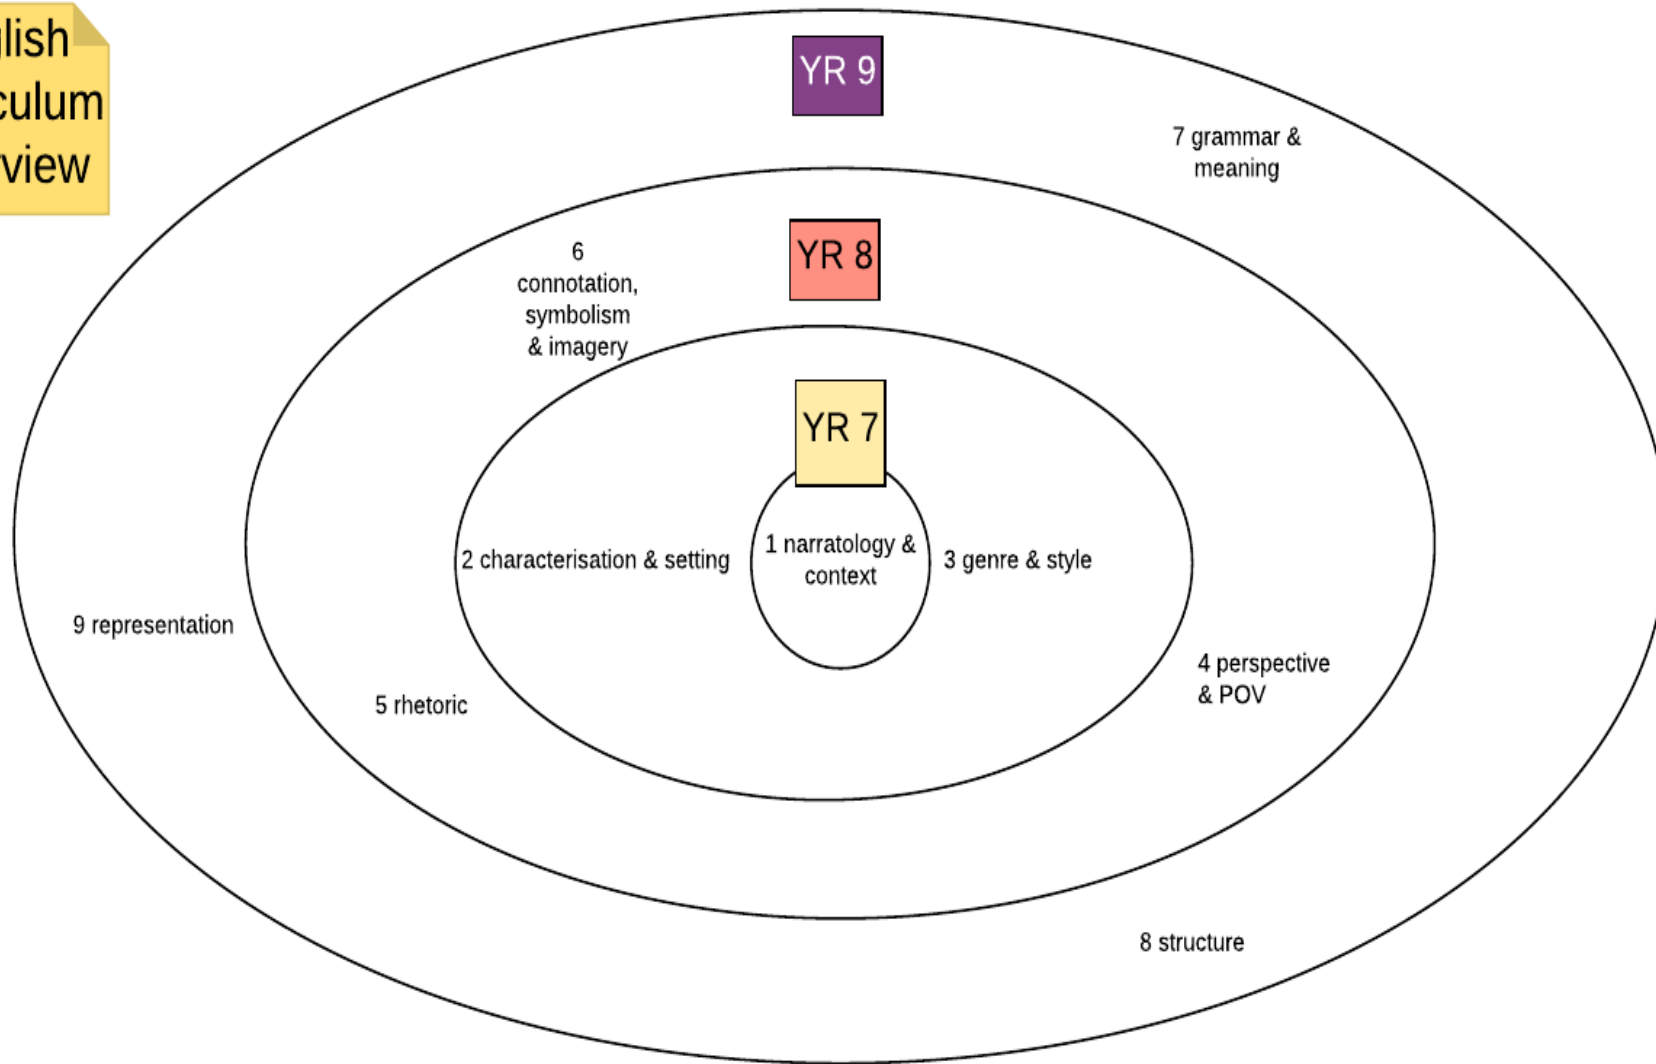 lish
culum
view
YR 9
7 grammar &
meaning
YR 8
6
connotation,
symbolism
& imagery
YR 7
2 characterisation & setting
1 narratology &
context
3 genre & style
9 representation
4 perspective
& POV
5 rhetoric
8 structure